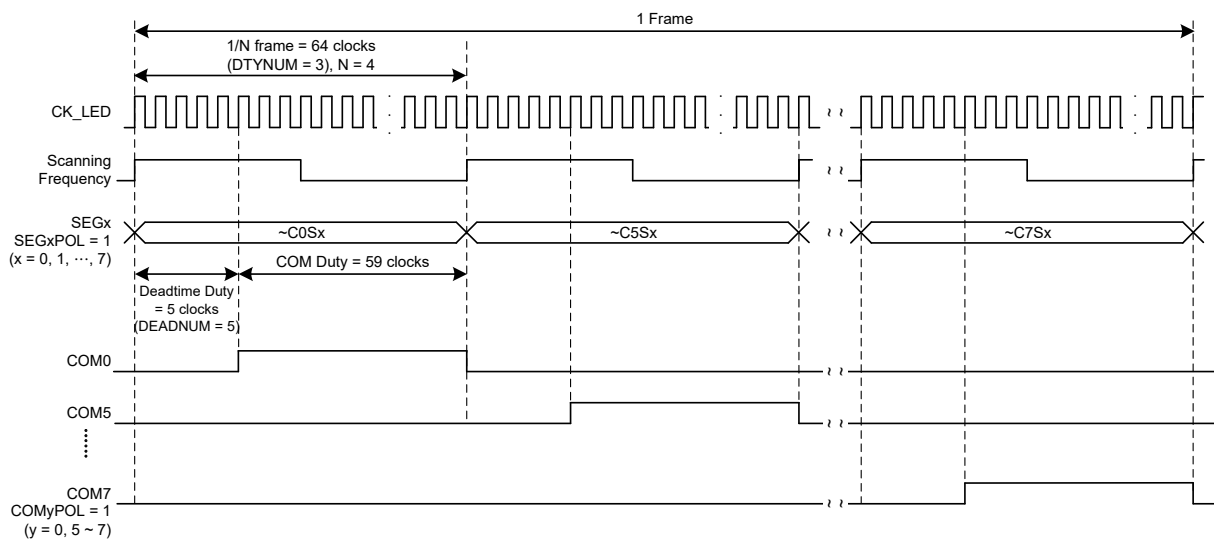 1 Frame
1/N frame = 64 clocks
(DTYNUM = 3), N = 4
CK_LED
Scanning
Frequency
SEGx
SEGxPOL = 1
(x = 0, 1, ⋯, 7)
~C0Sx
~C5Sx
~C7Sx
COM Duty = 59 clocks
Deadtime Duty
= 5 clocks
(DEADNUM = 5)
COM0
COM5
COM7
COMyPOL = 1
(y = 0, 5 ~ 7)